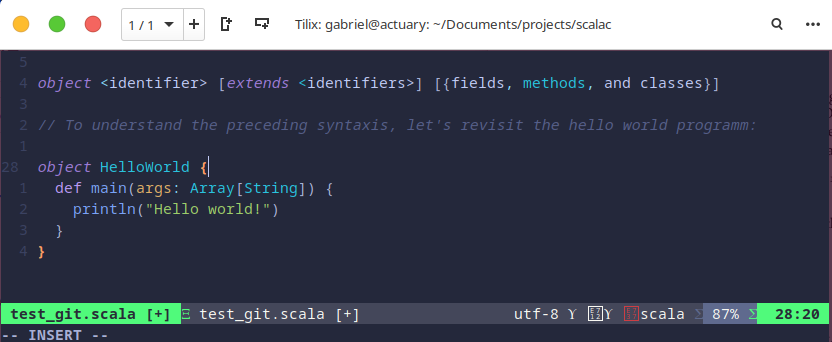 1 / 1
Tilix: gabriel@actuary: ~/Documents/projects/scalac
5
4 object <identifier> [extends <identifiers>] [{fields, methods, and classes}]
3
2 // To understand the preceding syntaxis, let's revisit the hello world programm:
1
28 object HelloWorld {
1 def main(args: Array[String]) {
2 println("Hello world!")
3 }
4 }
test_git.scala [+] Ξ test_git.scala [+] utf-8 ϒ ϒ scala Σ 87% Σ 28:20
-- INSERT --